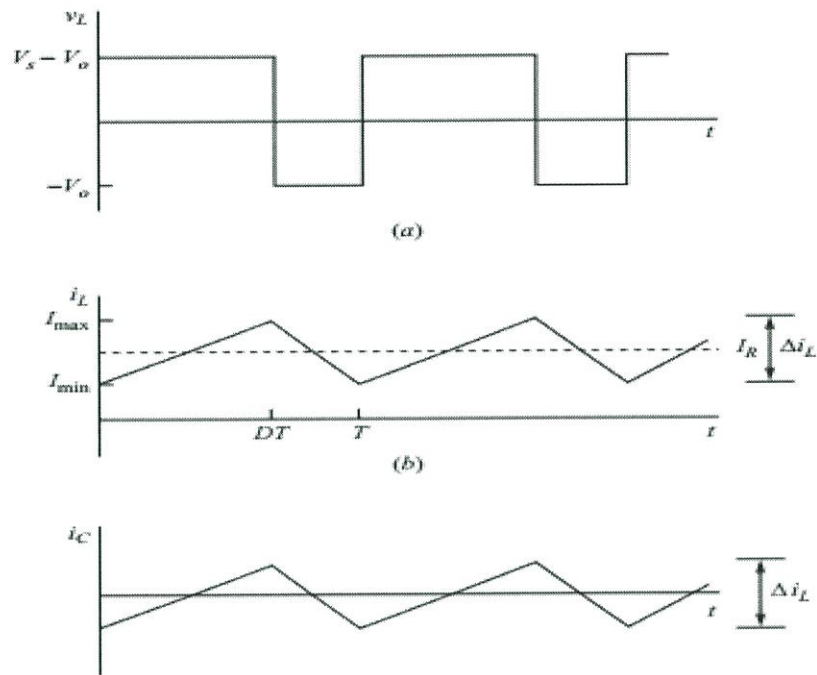 v_L
V_s − V_o
t
−V_o
(a)
i_L
I_max
I_R Δi_L
I_min
DT T t
(b)
i_C
Δi_L
t